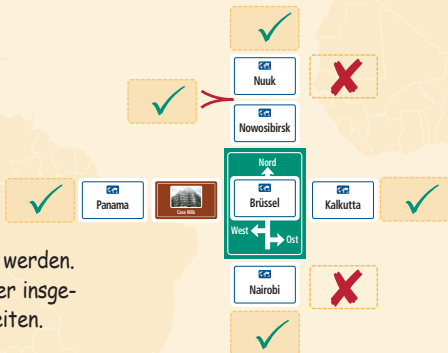 Nuuk
Nowosibirsk
Nord
Panama
Casa Milà
Brüssel
Kalkutta
West
Ost
werden.
er insge-
eiten.
Nairobi